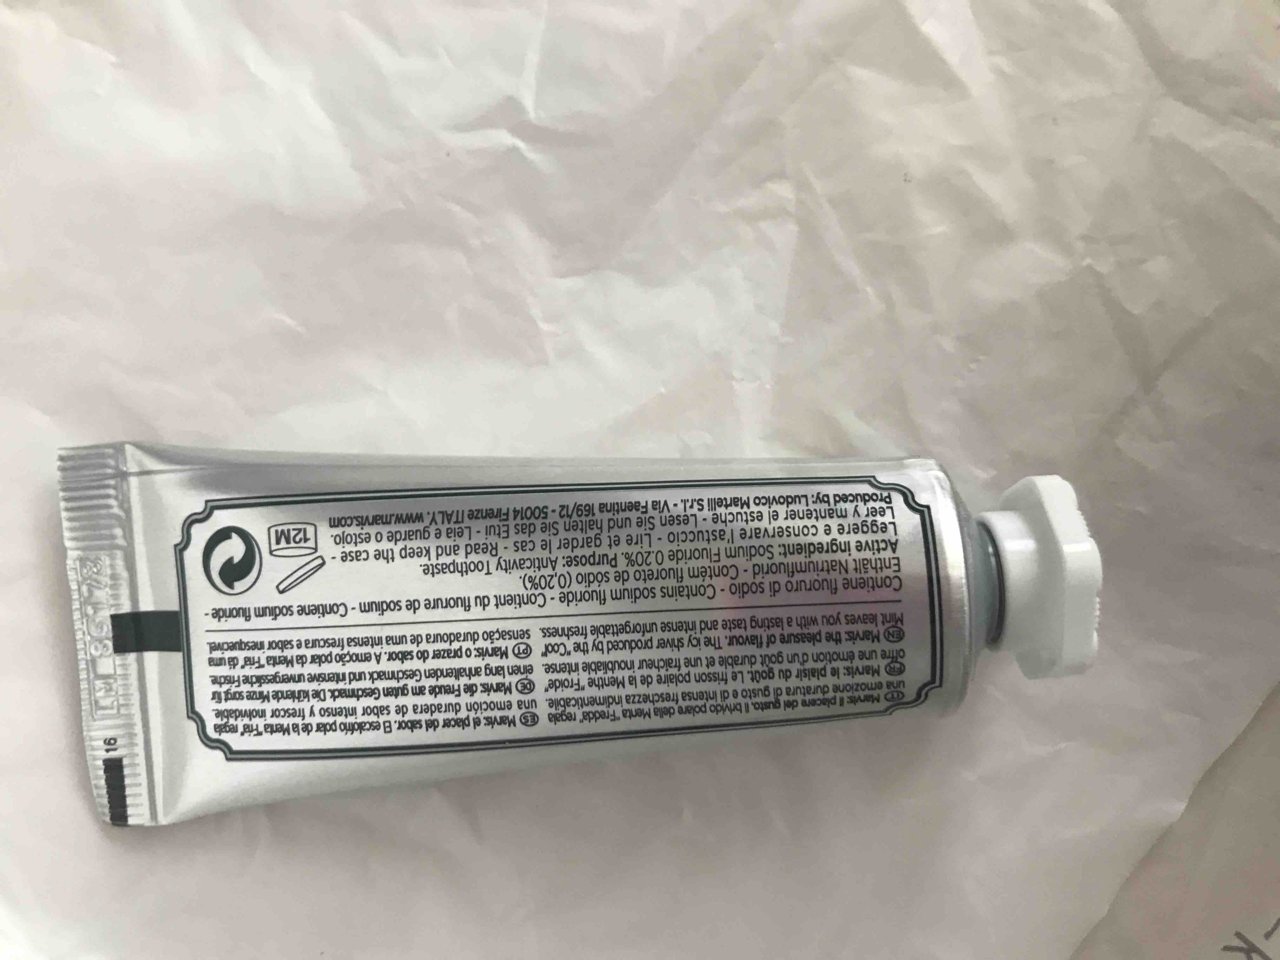 IT Marvis: Il piacere del gusto. Il brivido polare della Menta "Fredda" regala
una emozione duratura di gusto e di intensa freschezza indimenticabile.
FR Marvis: le plaisir du goût. Le frisson polaire de la Menthe "Froide"
offre une émotion d'un goût durable et une fraîcheur inoubliable intense.
EN Marvis: the pleasure of flavour. The icy shiver produced by the "Cool"
Mint leaves you with a lasting taste and intense unforgettable freshness.
ES Marvis: el placer del sabor. El escalofrío polar de la Menta "Fría" regala
una emoción duradera de sabor intenso y frescor inolvidable.
DE Marvis: die Freude am guten Geschmack. Die kühlende Minze sorgt für
einen lang anhaltenden Geschmack und intensive unvergessliche Frische.
PT Marvis, o prazer do sabor. A emoção polar da Menta "Fria" dá uma
sensação duradoura de uma intensa frescura e sabor inesquecível.
Contiene fluoruro di sodio - Contains sodium fluoride - Contient du fluorure de sodium - Contiene sodium fluoride -
Enthält Natriumfluorid - Contém fluoreto de sódio (0,20%).
Active ingredient: Sodium Fluoride 0.20%. Purpose: Anticavity Toothpaste.
Leggere e conservare l'astuccio - Lire et garder le cas - Read and keep the case -
Leer y mantener el estuche - Lesen Sie und halten Sie das Etui - Leia e guarde o estojo.
Produced by: Ludovico Martelli S.r.l. - Via Faentina 169/12 - 50014 Firenze ITALY. www.marvis.com
12M
16